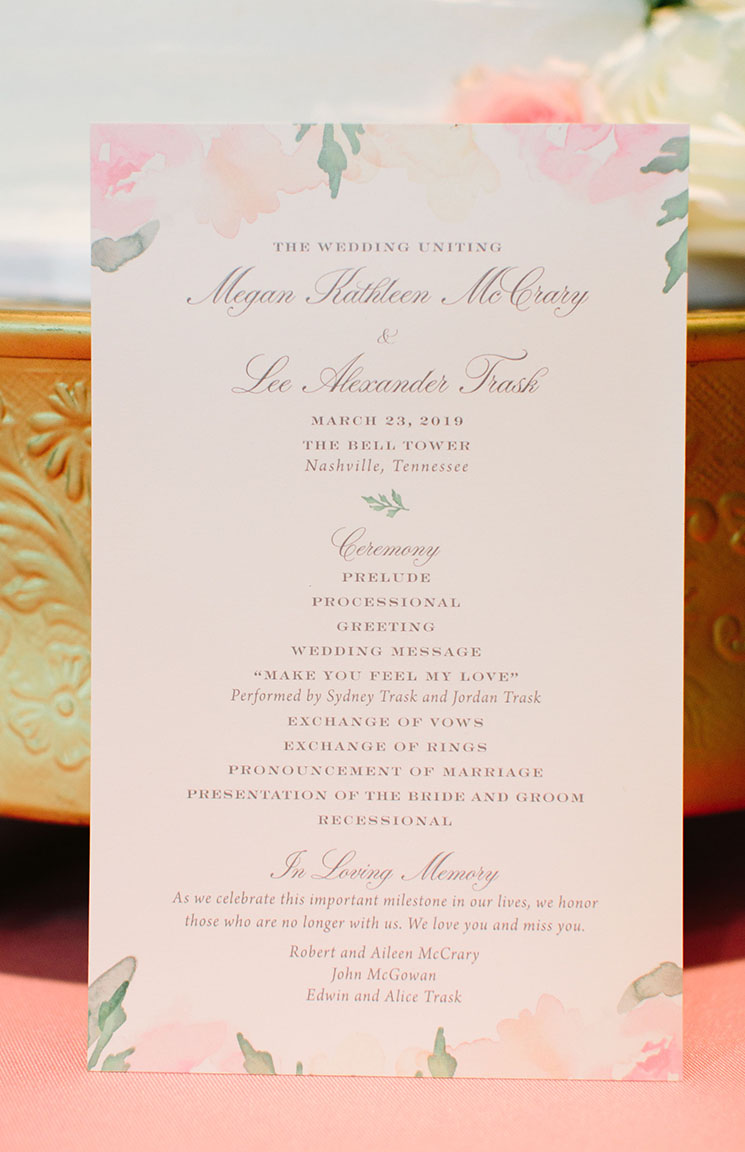 THE WEDDING UNITING
Megan Kathleen McCrary
&
Lee Alexander Trask
MARCH 23, 2019
THE BELL TOWER
Nashville, Tennessee
Ceremony
PRELUDE
PROCESSIONAL
GREETING
WEDDING MESSAGE
“MAKE YOU FEEL MY LOVE”
Performed by Sydney Trask and Jordan Trask
EXCHANGE OF VOWS
EXCHANGE OF RINGS
PRONOUNCEMENT OF MARRIAGE
PRESENTATION OF THE BRIDE AND GROOM
RECESSIONAL
In Loving Memory
As we celebrate this important milestone in our lives, we honor
those who are no longer with us. We love you and miss you.
Robert and Aileen McCrary
John McGowan
Edwin and Alice Trask